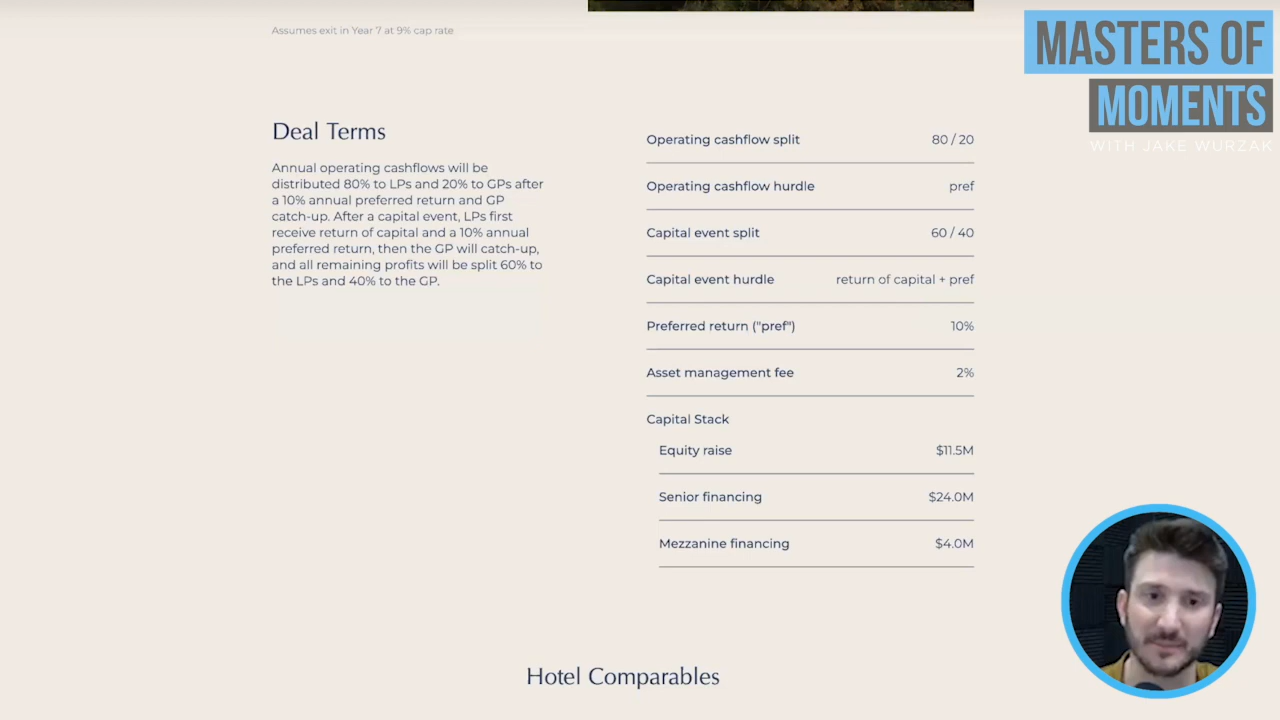 Assumes exit in Year 7 at 9% cap rate
MASTERS OF
MOMENTS
WITH JAKE WURZAK
Deal Terms
Annual operating cashflows will be
distributed 80% to LPs and 20% to GPs after
a 10% annual preferred return and GP
catch-up. After a capital event, LPs first
receive return of capital and a 10% annual
preferred return, then the GP will catch-up,
and all remaining profits will be split 60% to
the LPs and 40% to the GP.
Operating cashflow split 80 / 20
Operating cashflow hurdle pref
Capital event split 60 / 40
Capital event hurdle return of capital + pref
Preferred return ("pref") 10%
Asset management fee 2%
Capital Stack
Equity raise $11.5M
Senior financing $24.0M
Mezzanine financing $4.0M
Hotel Comparables